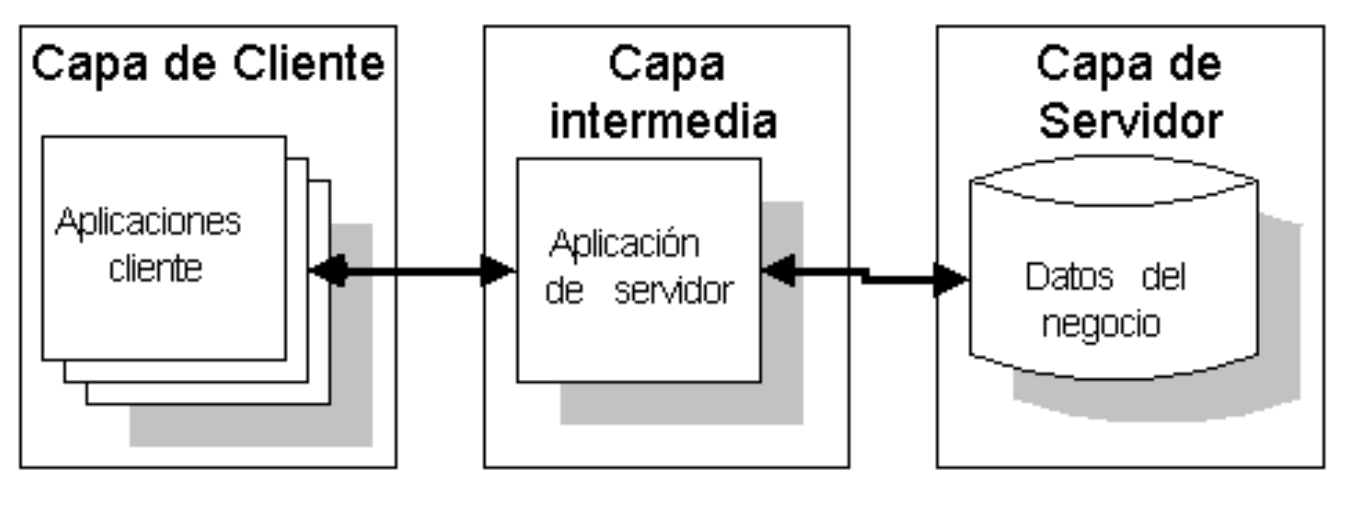 Capa de Cliente
Aplicaciones
cliente
Capa
intermedia
Aplicación
de servidor
Capa de
Servidor
Datos del
negocio